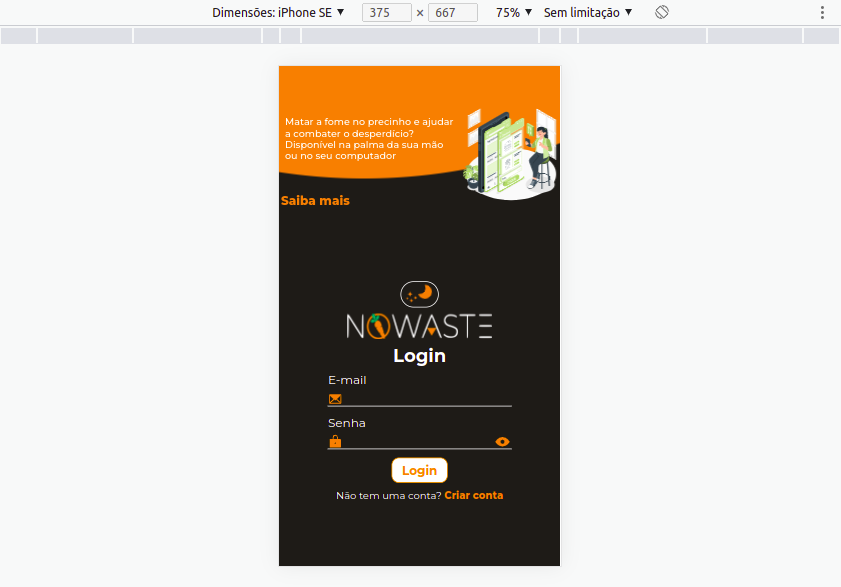 Dimensões: iPhone SE ▼ 375 × 667 75% ▼ Sem limitação ▼
Matar a fome no precinho e ajudar
a combater o desperdício?
Disponível na palma da sua mão
ou no seu computador
Saiba mais
NOWASTE
Login
E-mail
Senha
Login
Não tem uma conta? Criar conta